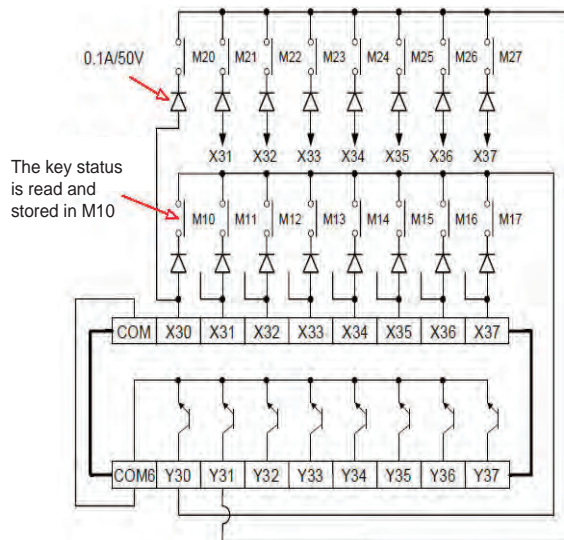 0.1A/50V
M20 M21 M22 M23 M24 M25 M26 M27
X31 X32 X33 X34 X35 X36 X37
The key status
is read and
stored in M10
M10 M11 M12 M13 M14 M15 M16 M17
COM X30 X31 X32 X33 X34 X35 X36 X37
COM6 Y30 Y31 Y32 Y33 Y34 Y35 Y36 Y37